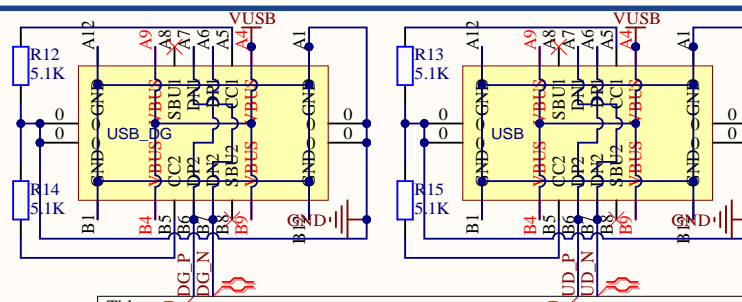 VUSB
VUSB
A12
A9
A8
A7
A6
A5
A4
A1
A12
A9
A8
A7
A6
A5
A4
A1
R12
5.1K
R13
5.1K
GND
VBUS
SBU1
DN1
DP1
CC1
VBUS
GND
GND
VBUS
SBU1
DN1
DP1
CC1
VBUS
GND
0
0
0
0
0
0
0
0
0
0
0
0
USB_DG
USB
GND
VBUS
CC2
DP2
DN2
SBU2
VBUS
GND
GND
VBUS
CC2
DP2
DN2
SBU2
VBUS
GND
R14
5.1K
R15
5.1K
B1
B4
B5
B6
B7
B8
B9
GND
B1
B4
B5
B6
B7
B8
B9
GND
DG_P
DG_N
UD_P
UD_N